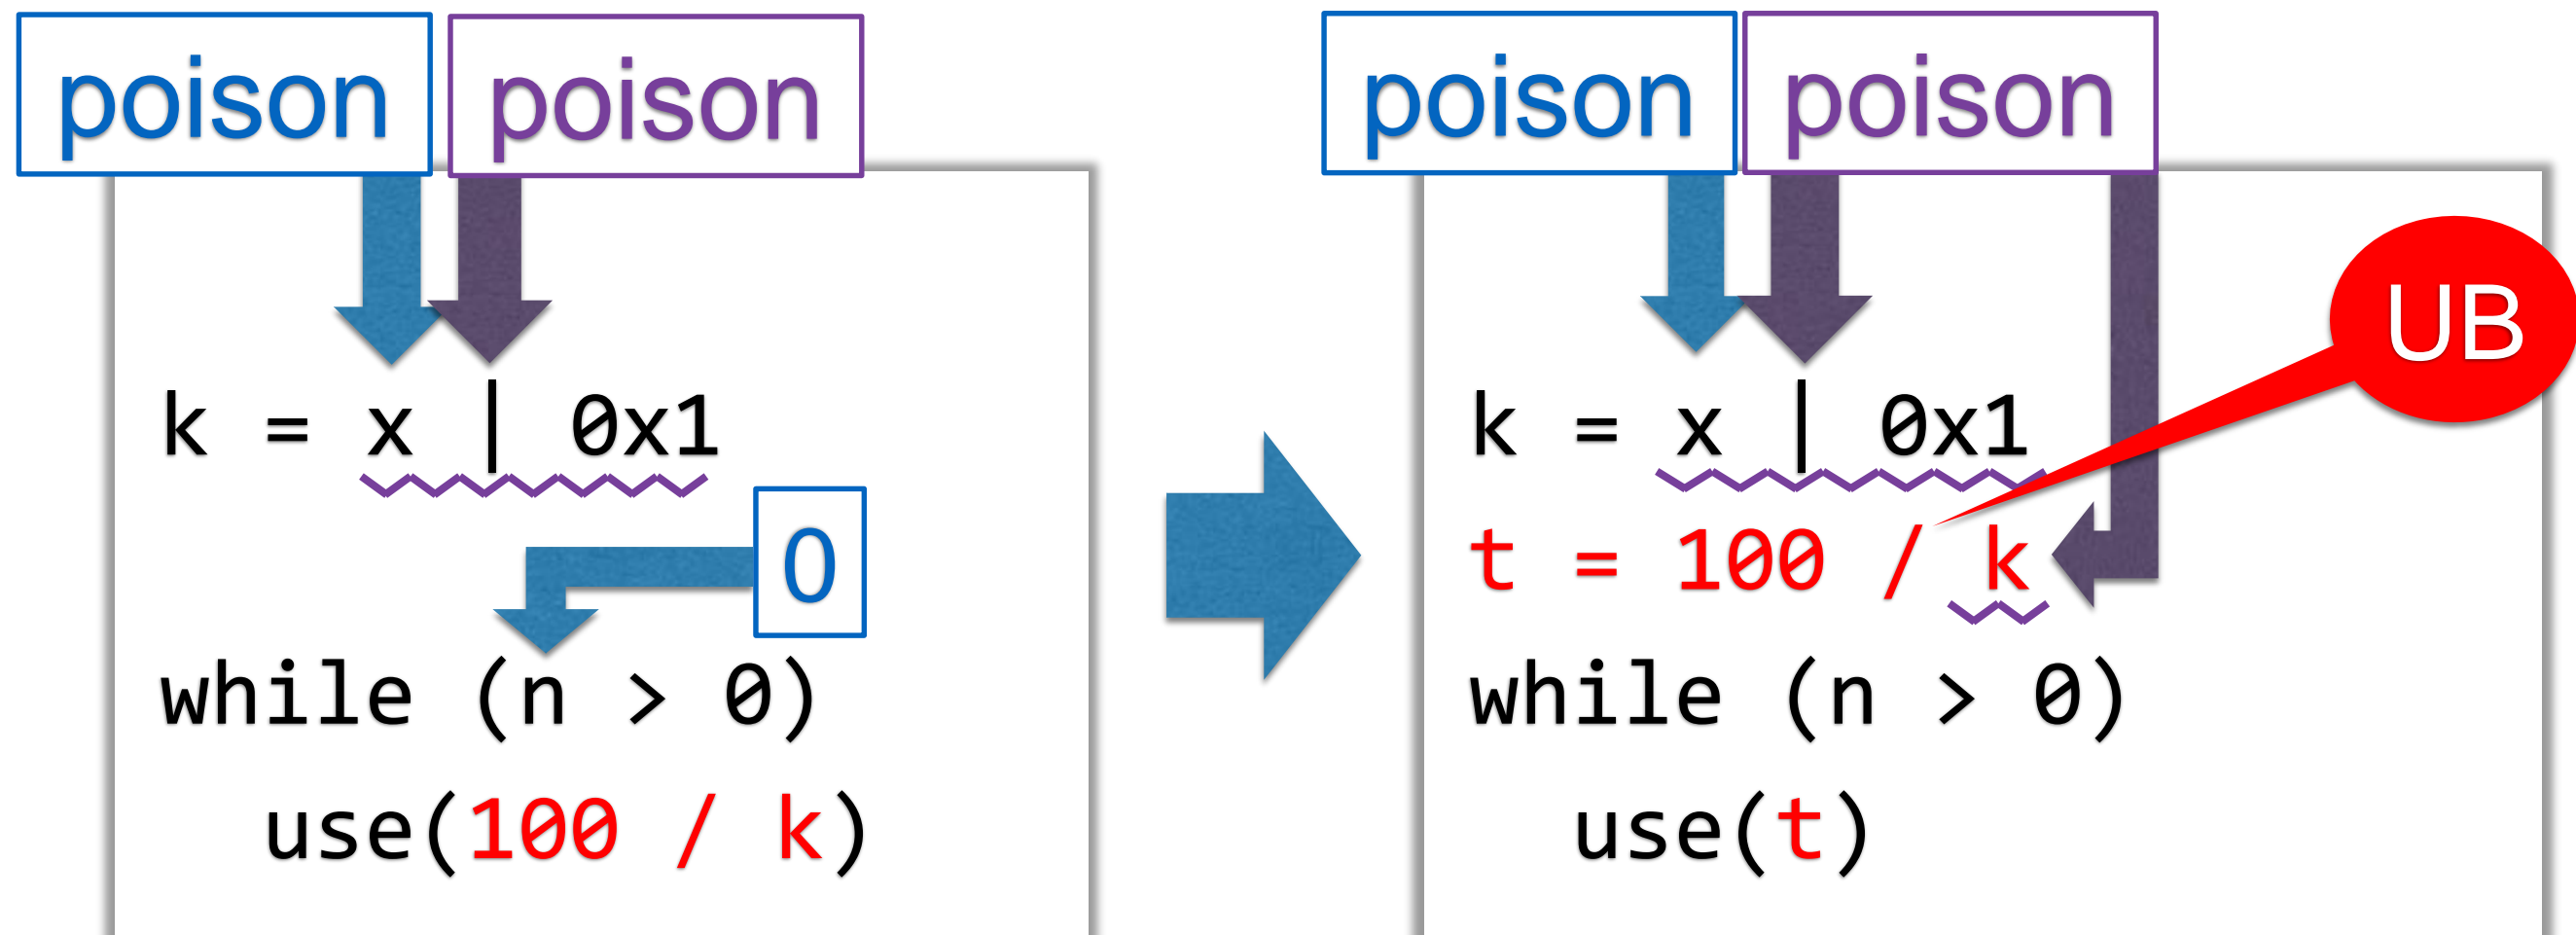 poison poison
k = x | 0x1
0
while (n > 0)
use(100 / k)
poison poison
UB
k = x | 0x1
t = 100 / k
while (n > 0)
use(t)